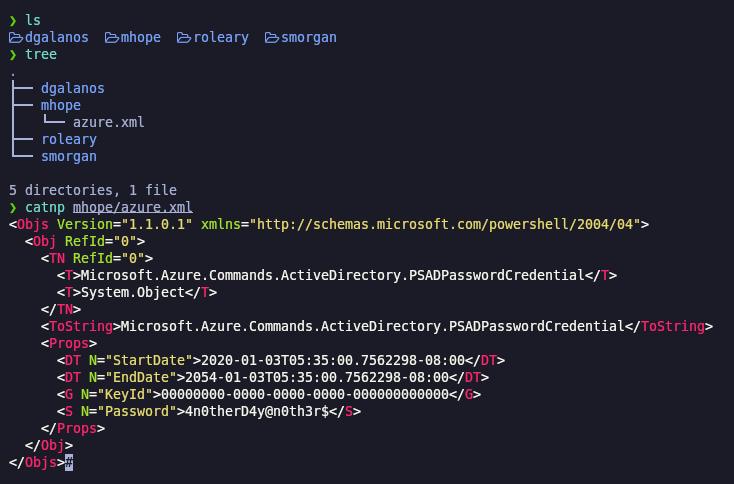 ❯ ls
dgalanos mhope roleary smorgan
❯ tree
.
├── dgalanos
├── mhope
│   └── azure.xml
├── roleary
└── smorgan
5 directories, 1 file
❯ catnp mhope/azure.xml
<Objs Version="1.1.0.1" xmlns="http://schemas.microsoft.com/powershell/2004/04">
  <Obj RefId="0">
    <TN RefId="0">
      <T>Microsoft.Azure.Commands.ActiveDirectory.PSADPasswordCredential</T>
      <T>System.Object</T>
    </TN>
    <ToString>Microsoft.Azure.Commands.ActiveDirectory.PSADPasswordCredential</ToString>
    <Props>
      <DT N="StartDate">2020-01-03T05:35:00.7562298-08:00</DT>
      <DT N="EndDate">2054-01-03T05:35:00.7562298-08:00</DT>
      <G N="KeyId">00000000-0000-0000-0000-000000000000</G>
      <S N="Password">4n0therD4y@n0th3r$</S>
    </Props>
  </Obj>
</Objs>#